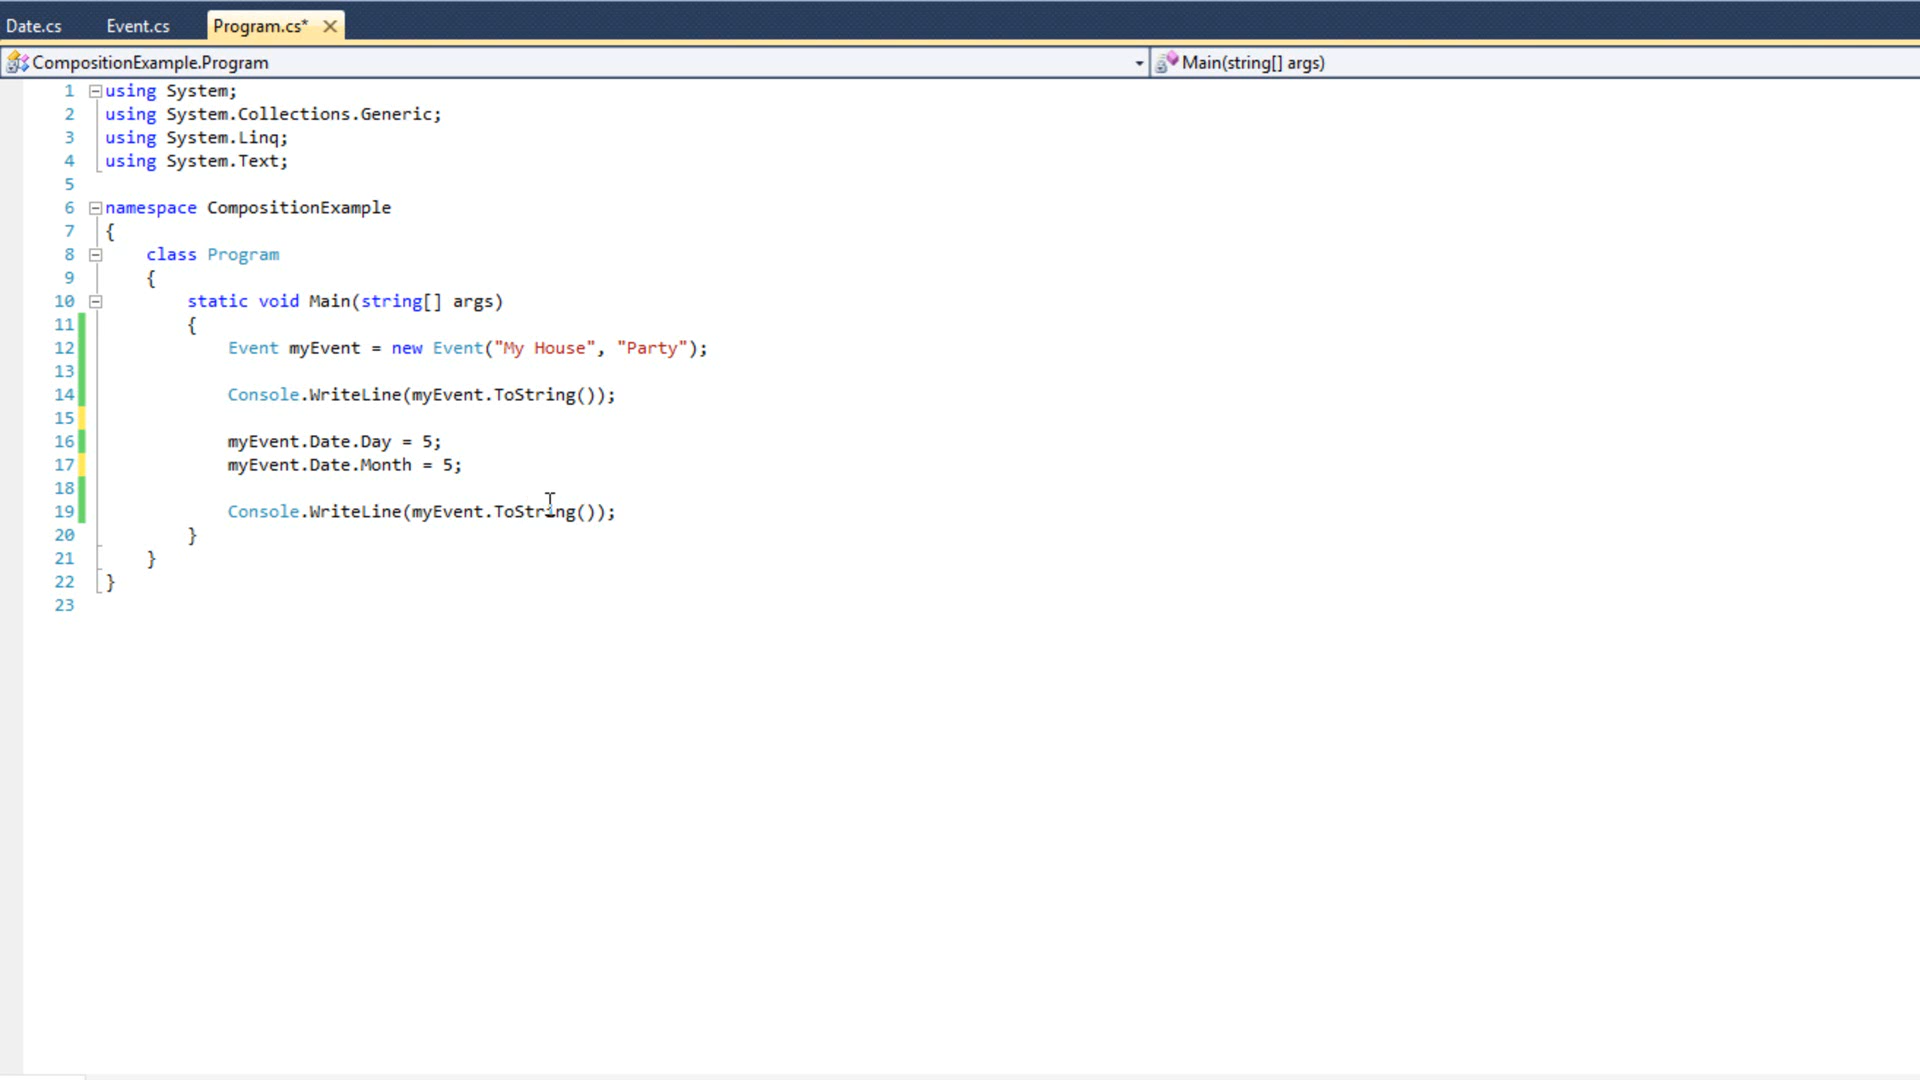 Date.cs Event.cs Program.cs*
CompositionExample.Program Main(string[] args)
1 using System;
2 using System.Collections.Generic;
3 using System.Linq;
4 using System.Text;
5
6 namespace CompositionExample
7 {
8 class Program
9 {
10 static void Main(string[] args)
11 {
12 Event myEvent = new Event("My House", "Party");
13
14 Console.WriteLine(myEvent.ToString());
15
16 myEvent.Date.Day = 5;
17 myEvent.Date.Month = 5;
18
19 Console.WriteLine(myEvent.ToString());
20 }
21 }
22 }
23